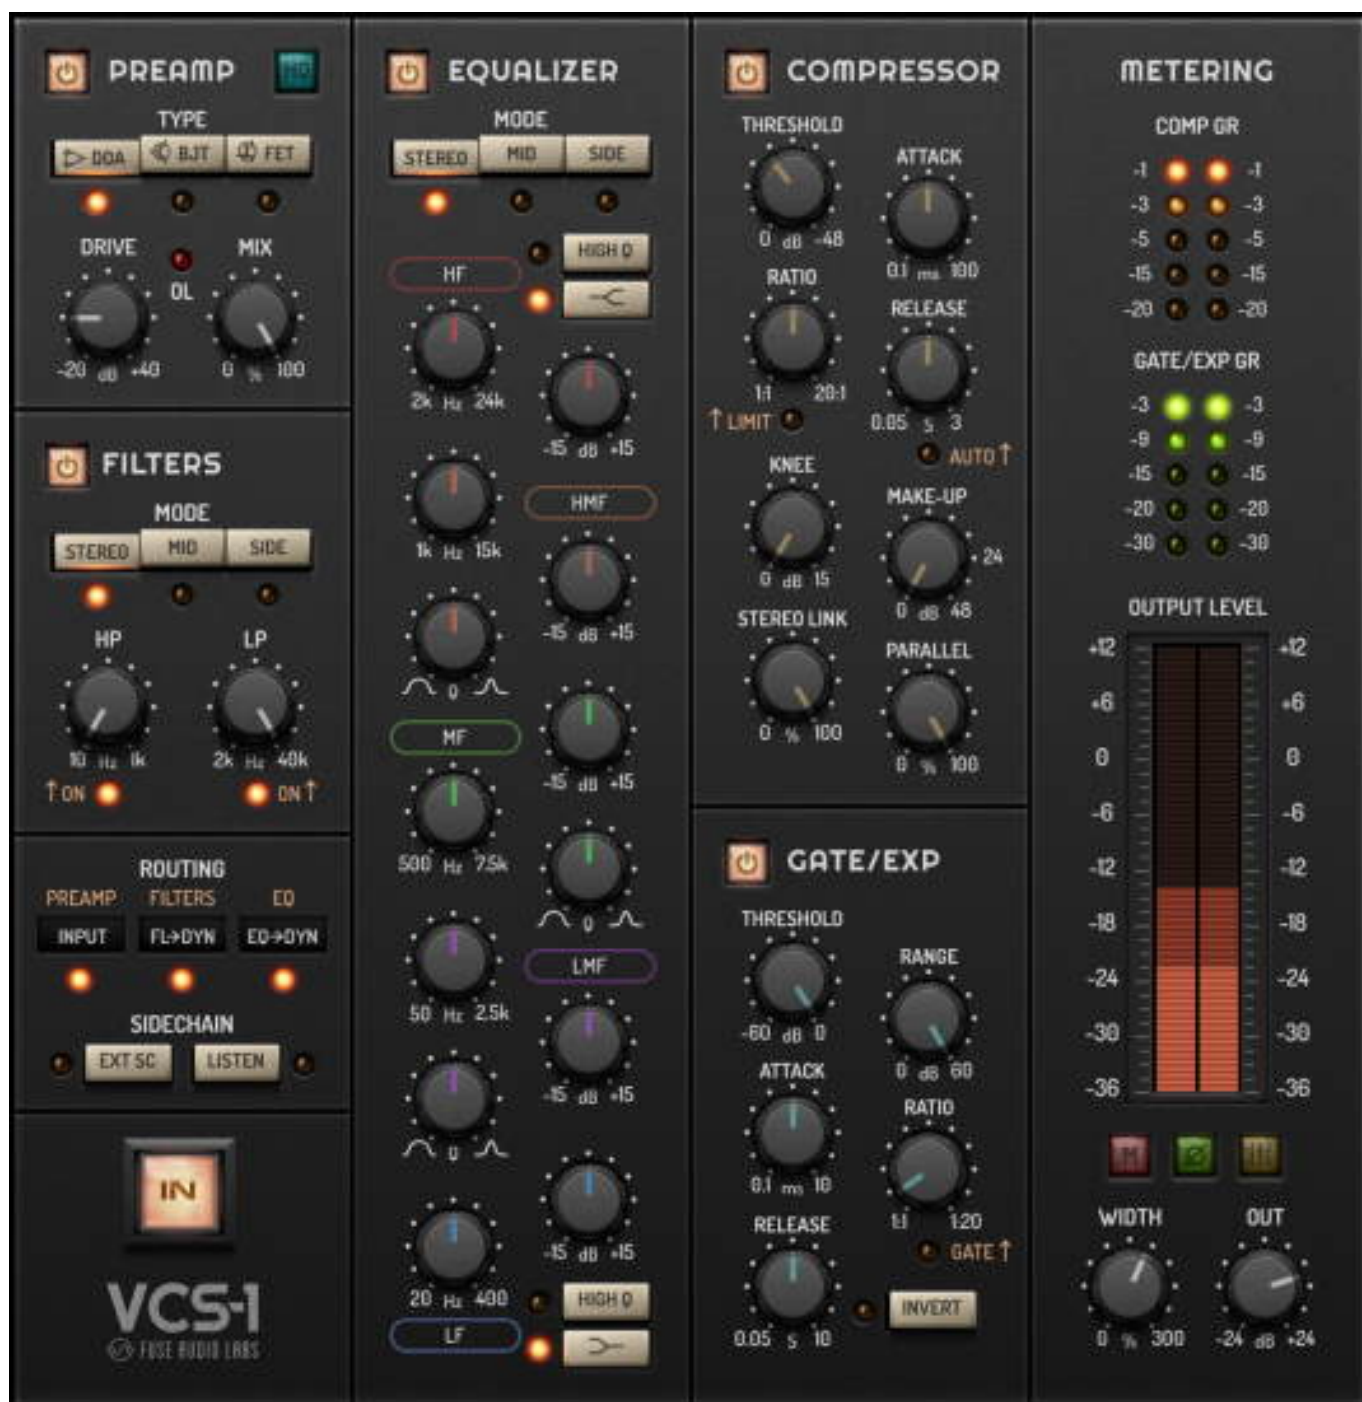 PREAMP
HQ
TYPE
DOA BJT FET
DRIVE MIX
OL
-20 dB +40 0 % 100
FILTERS
MODE
STEREO MID SIDE
HP LP
10 Hz 1k 2k Hz 40k
↑ON ON↑
ROUTING
PREAMP FILTERS EQ
INPUT FL→DYN EQ→DYN
SIDECHAIN
EXT SC LISTEN
IN
VCS-1
FUSE AUDIO LABS
EQUALIZER
MODE
STEREO MID SIDE
HIGH Q
HF
2k Hz 24k
-15 dB +15
HMF
1k Hz 15k
-15 dB +15
Q
MF
-15 dB +15
500 Hz 7.5k
Q
LMF
50 Hz 2.5k
-15 dB +15
Q
-15 dB +15
20 Hz 400
HIGH Q
LF
COMPRESSOR
THRESHOLD
ATTACK
0 dB -48
0.1 ms 100
RATIO
RELEASE
1:1 20:1
↑LIMIT
0.05 S 3
AUTO↑
KNEE
MAKE-UP
24
0 dB 15
0 dB 48
STEREO LINK
PARALLEL
0 % 100
0 % 100
GATE/EXP
THRESHOLD
RANGE
-60 dB 0
0 dB 60
ATTACK
RATIO
0.1 ms 10
1:1 1:20
RELEASE
GATE↑
INVERT
0.05 S 10
METERING
COMP GR
-1 -1
-3 -3
-5 -5
-15 -15
-20 -20
GATE/EXP GR
-3 -3
-9 -9
-15 -15
-20 -20
-30 -30
OUTPUT LEVEL
+12 +12
+6 +6
0 0
-6 -6
-12 -12
-18 -18
-24 -24
-30 -30
-36 -36
M Ø
WIDTH OUT
0 % 300 -24 dB +24